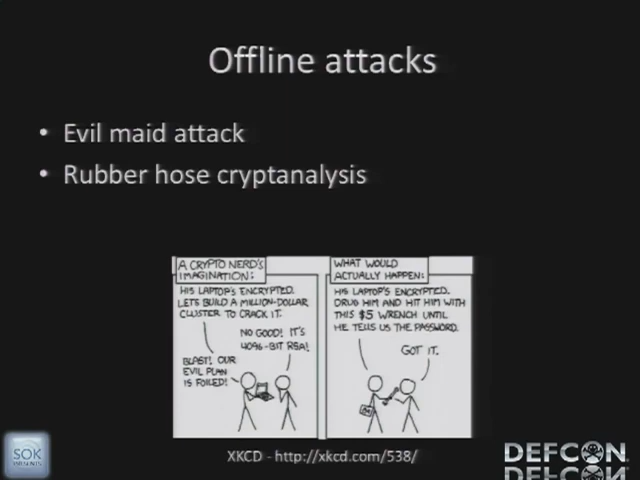 Offline attacks
• Evil maid attack
• Rubber hose cryptanalysis
A CRYPTO NERD'S
IMAGINATION:
HIS LAPTOP'S ENCRYPTED.
LET'S BUILD A MILLION-DOLLAR
CLUSTER TO CRACK IT.
NO GOOD! IT'S
4096-BIT RSA!
BLAST! OUR
EVIL PLAN
IS FOILED!
WHAT WOULD
ACTUALLY HAPPEN:
HIS LAPTOP'S ENCRYPTED.
DRUG HIM AND HIT HIM WITH
THIS $5 WRENCH UNTIL
HE TELLS US THE PASSWORD.
GOT IT.
XKCD - http://xkcd.com/538/
SOK
DEFCON